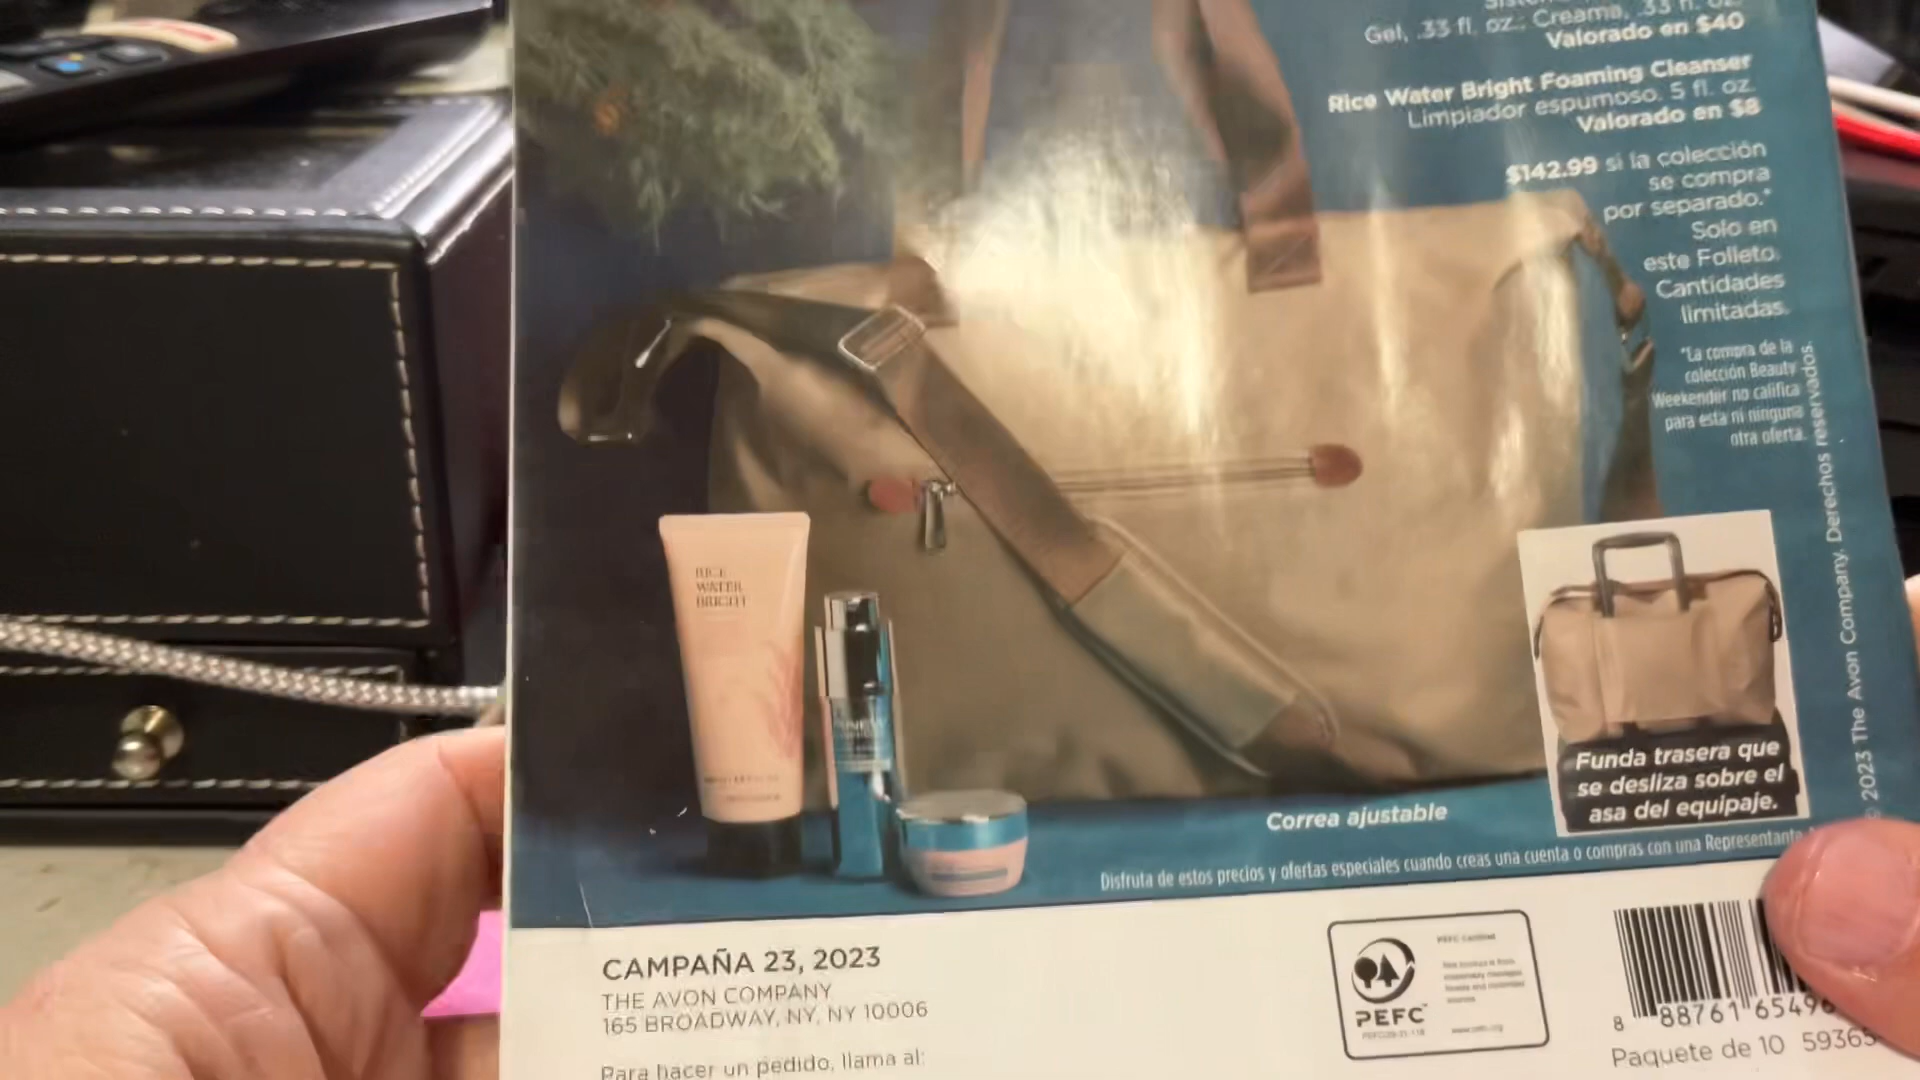 Gel, .33 fl. oz.; Creama, .33 fl. oz.
Valorado en $40
Rice Water Bright Foaming Cleanser
Limpiador espumoso. 5 fl. oz.
Valorado en $8
$142.99 si la colección
se compra
por separado.*
Solo en
este Folleto.
Cantidades
limitadas.
*La compra de la
colección Beauty
Weekender no califica
para esta ni ninguna
otra oferta.
2023 The Avon Company. Derechos reservados.
RICE
WATER
BRIGHT
Funda trasera que
se desliza sobre el
asa del equipaje.
Correa ajustable
Disfruta de estos precios y ofertas especiales cuando creas una cuenta o compras con una Representante
CAMPAÑA 23, 2023
THE AVON COMPANY
165 BROADWAY, NY, NY 10006
Para hacer un pedido, llama al:
PEFC
8 88761 6549
Paquete de 10 59365